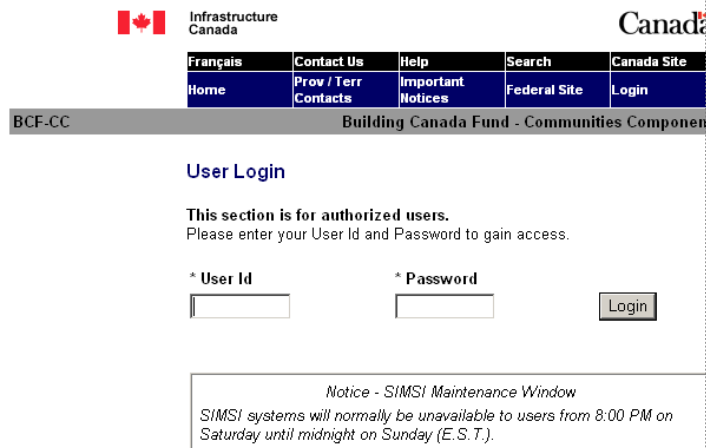 Infrastructure
Canada
Canada
Français Contact Us Help Search Canada Site
Home Prov / Terr Contacts Important Notices Federal Site Login
BCF-CC Building Canada Fund - Communities Componen
User Login
This section is for authorized users.
Please enter your User Id and Password to gain access.
* User Id * Password
Login
Notice - SIMSI Maintenance Window
SIMSI systems will normally be unavailable to users from 8:00 PM on
Saturday until midnight on Sunday (E.S.T.).